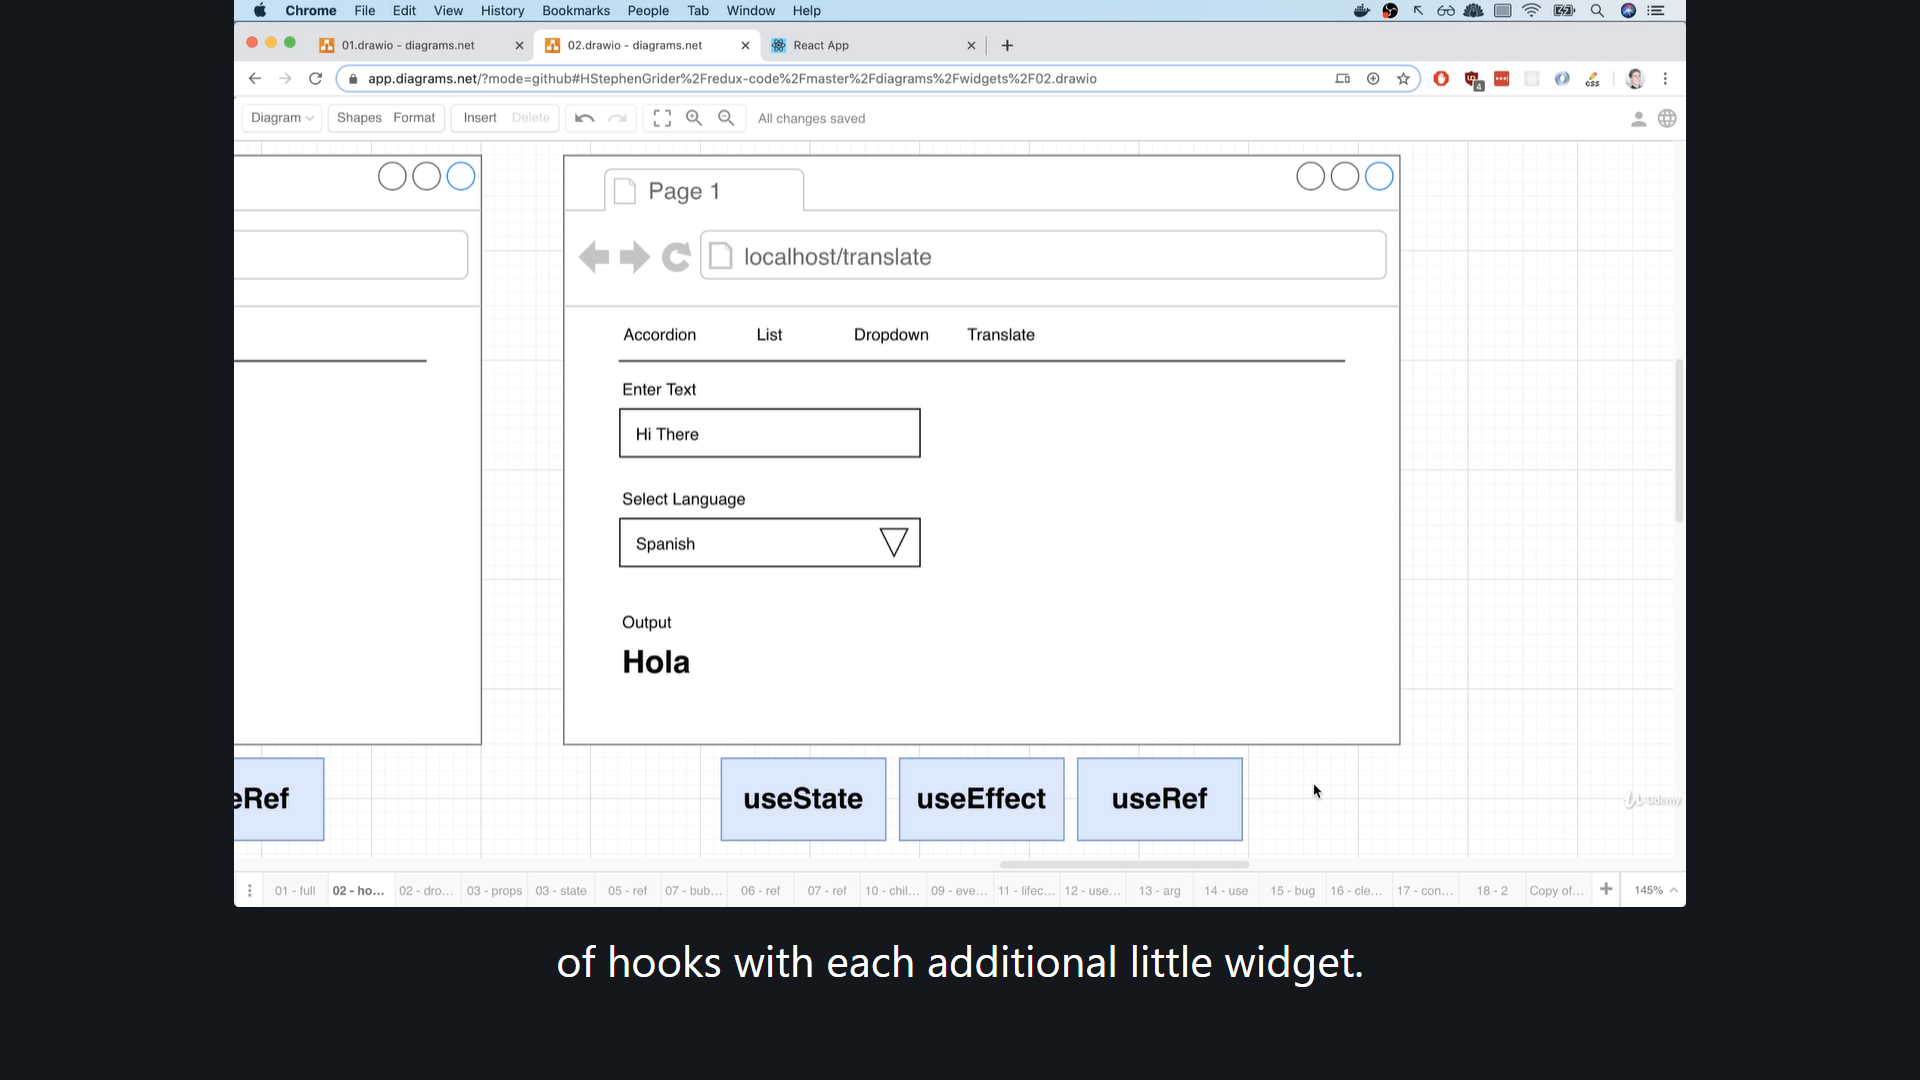 Chrome File Edit View History Bookmarks People Tab Window Help
01.drawio - diagrams.net
02.drawio - diagrams.net
React App
app.diagrams.net/?mode=github#HStephenGrider%2Fredux-code%2Fmaster%2Fdiagrams%2Fwidgets%2F02.drawio
4
css
Diagram Shapes Format Insert Delete All changes saved
Page 1
localhost/translate
Accordion List Dropdown Translate
Enter Text
Hi There
Select Language
Spanish
Output
Hola
eRef
useState
useEffect
useRef
Udemy
01 - full 02 - ho... 02 - dro... 03 - props 03 - state 05 - ref 07 - bub... 06 - ref 07 - ref 10 - chil... 09 - eve... 11 - lifec... 12 - use... 13 - arg 14 - use 15 - bug 16 - cle... 17 - con... 18 - 2 Copy of... 145%
of hooks with each additional little widget.